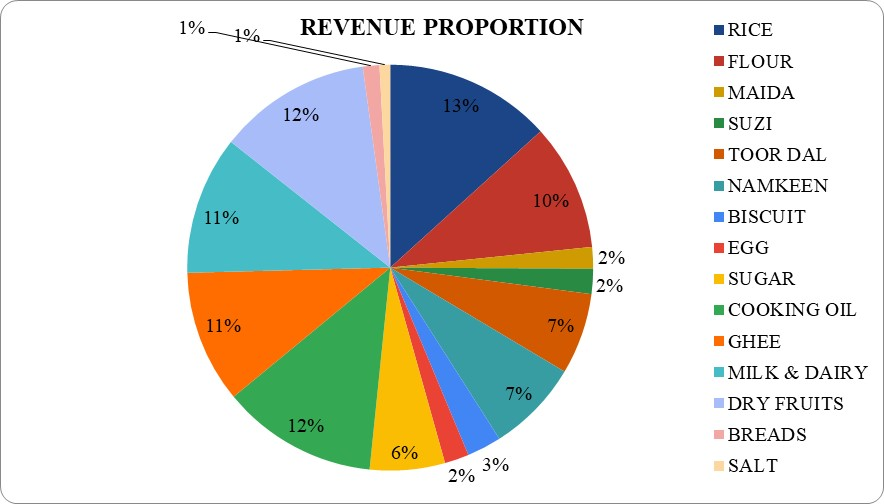 REVENUE PROPORTION
1%
1%
13%
10%
2%
2%
7%
7%
3%
2%
6%
12%
11%
11%
12%
RICE
FLOUR
MAIDA
SUZI
TOOR DAL
NAMKEEN
BISCUIT
EGG
SUGAR
COOKING OIL
GHEE
MILK & DAIRY
DRY FRUITS
BREADS
SALT